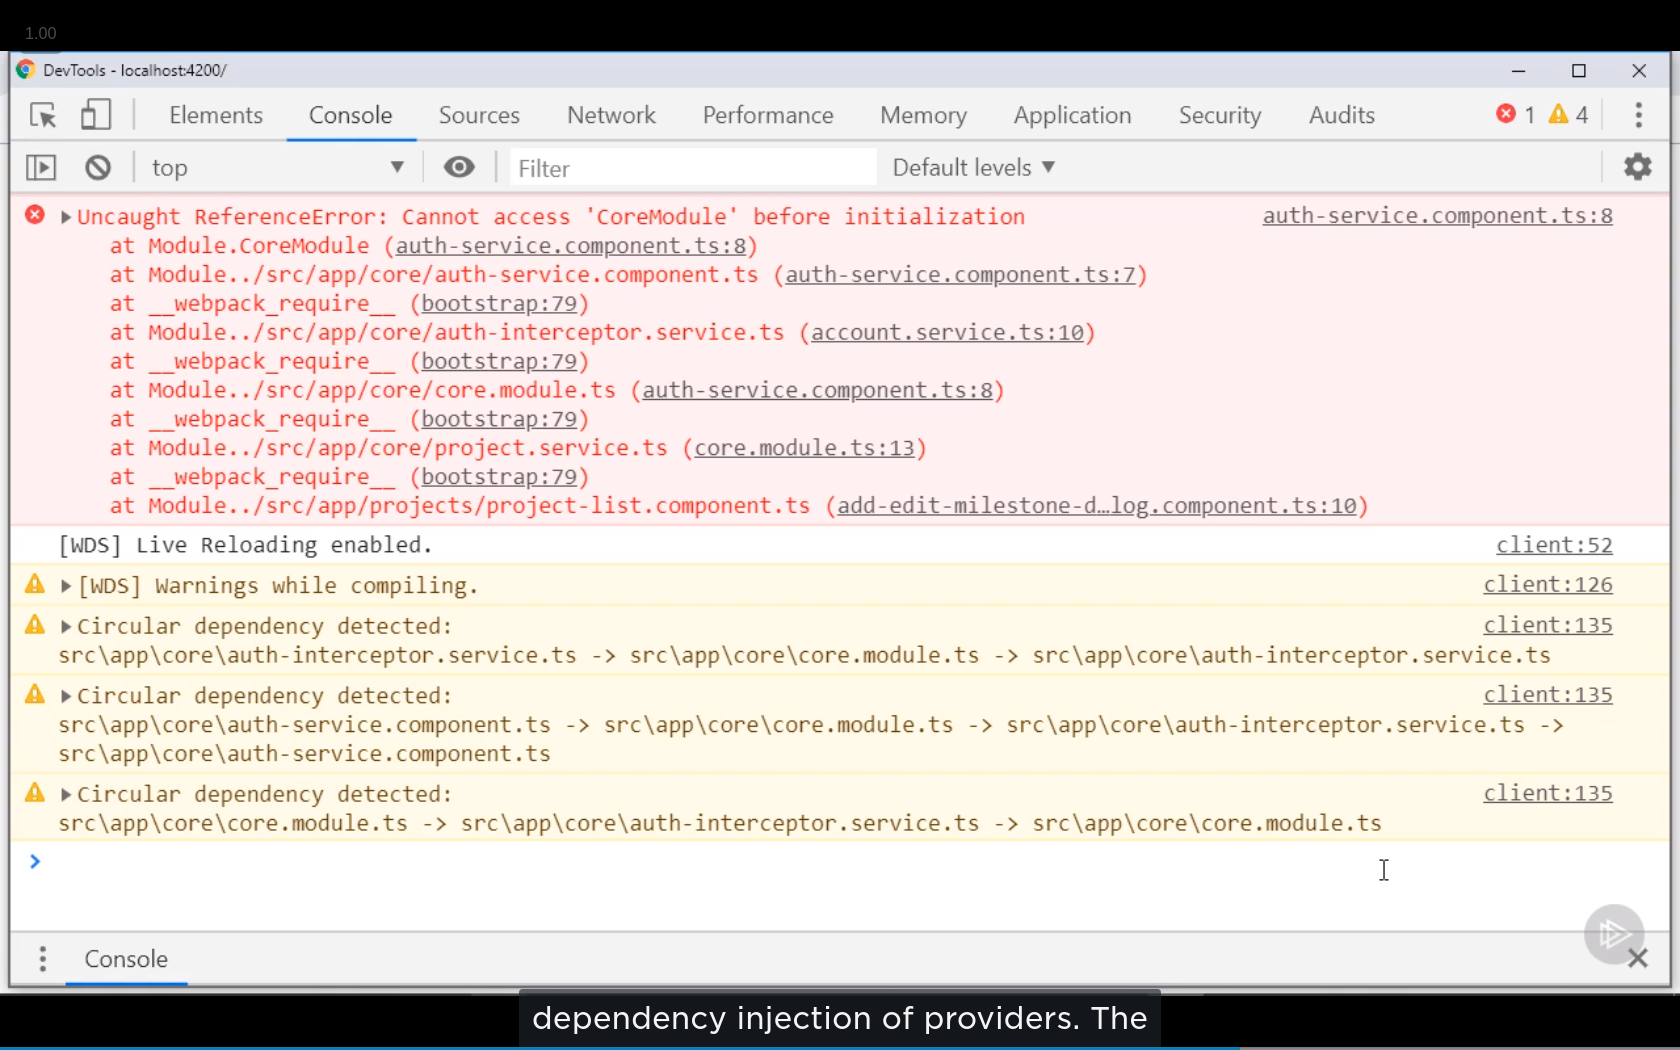 1.00
DevTools - localhost:4200/
Elements Console Sources Network Performance Memory Application Security Audits 1 4
top Filter Default levels
Uncaught ReferenceError: Cannot access 'CoreModule' before initialization auth-service.component.ts:8
at Module.CoreModule (auth-service.component.ts:8)
at Module../src/app/core/auth-service.component.ts (auth-service.component.ts:7)
at __webpack_require__ (bootstrap:79)
at Module../src/app/core/auth-interceptor.service.ts (account.service.ts:10)
at __webpack_require__ (bootstrap:79)
at Module../src/app/core/core.module.ts (auth-service.component.ts:8)
at __webpack_require__ (bootstrap:79)
at Module../src/app/core/project.service.ts (core.module.ts:13)
at __webpack_require__ (bootstrap:79)
at Module../src/app/projects/project-list.component.ts (add-edit-milestone-d…log.component.ts:10)
[WDS] Live Reloading enabled. client:52
[WDS] Warnings while compiling. client:126
Circular dependency detected: client:135
src\app\core\auth-interceptor.service.ts -> src\app\core\core.module.ts -> src\app\core\auth-interceptor.service.ts
Circular dependency detected: client:135
src\app\core\auth-service.component.ts -> src\app\core\core.module.ts -> src\app\core\auth-interceptor.service.ts ->
src\app\core\auth-service.component.ts
Circular dependency detected: client:135
src\app\core\core.module.ts -> src\app\core\auth-interceptor.service.ts -> src\app\core\core.module.ts
Console
dependency injection of providers. The